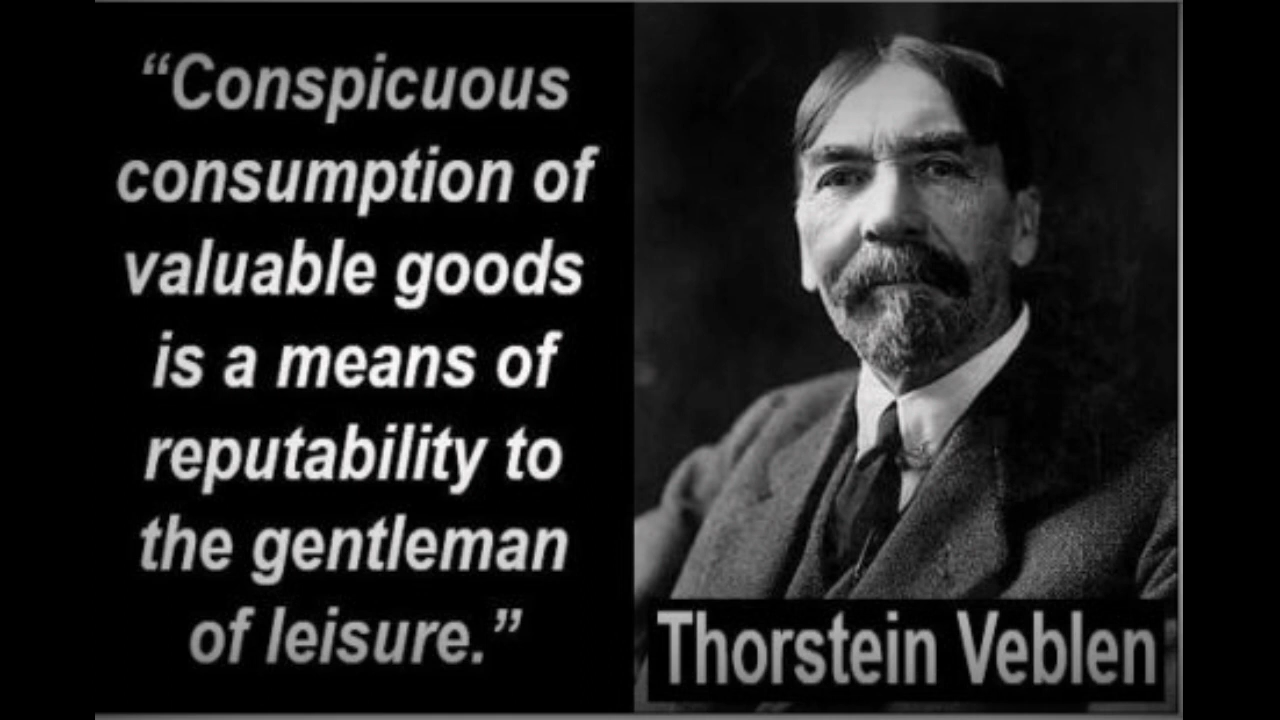 “Conspicuous
consumption of
valuable goods
is a means of
reputability to
the gentleman
of leisure.”
Thorstein Veblen